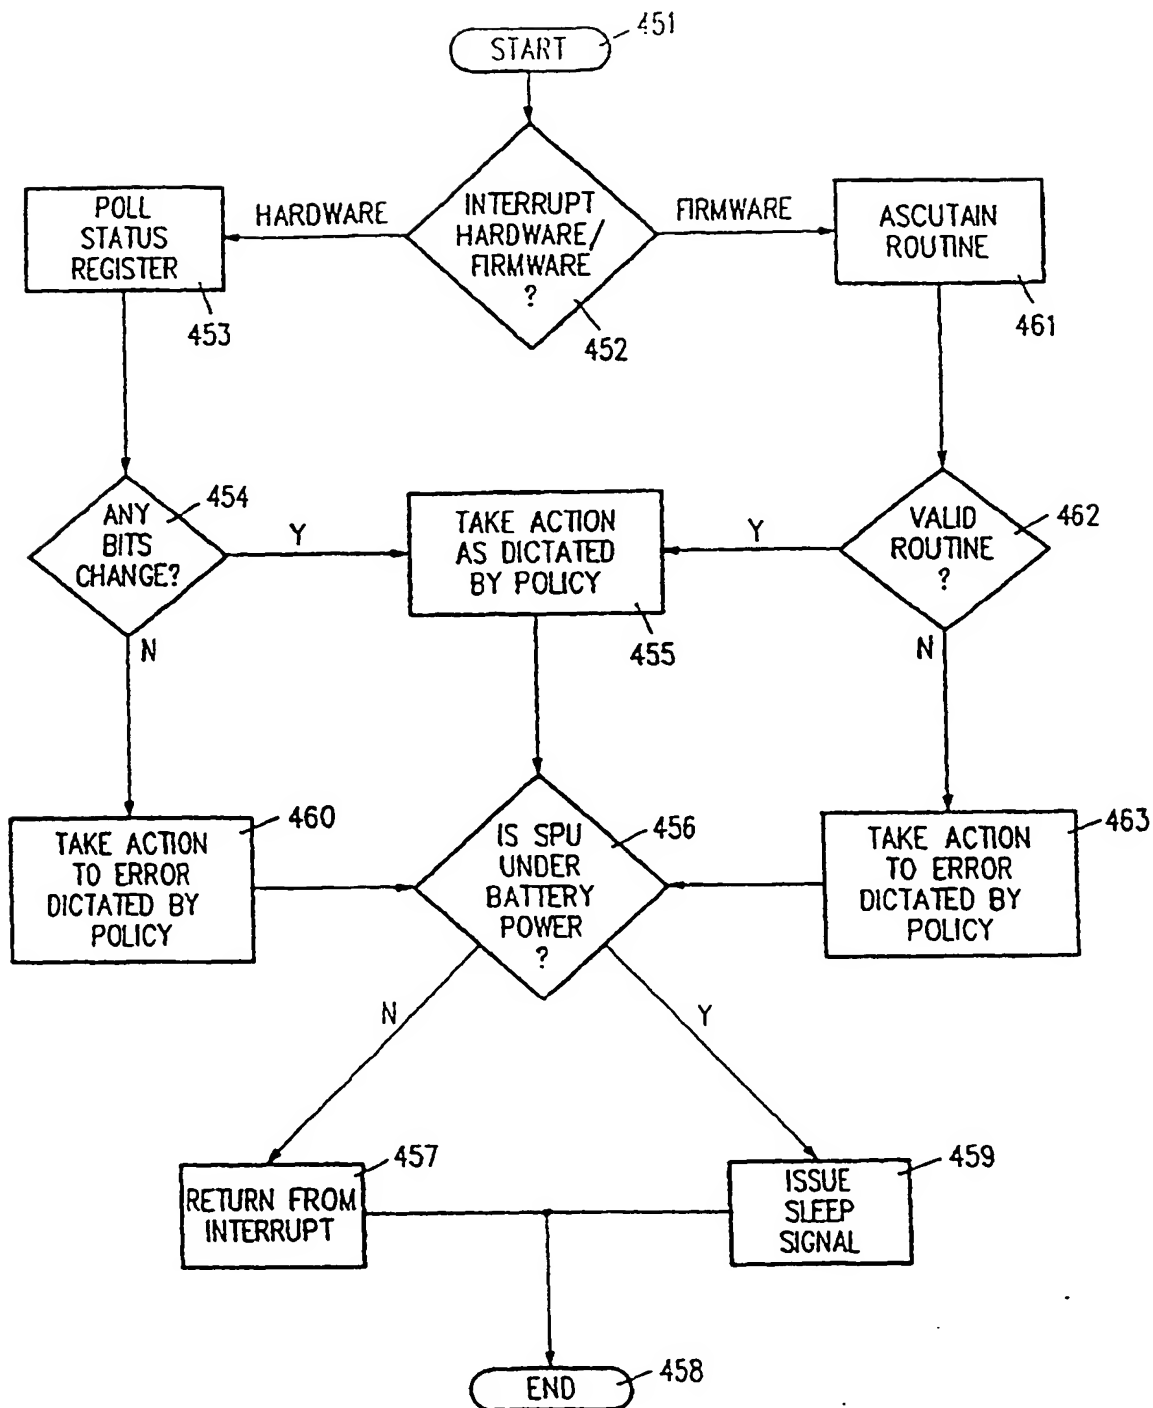 START
451
INTERRUPT
HARDWARE/
FIRMWARE
?
452
HARDWARE
FIRMWARE
POLL
STATUS
REGISTER
453
ASCUTAIN
ROUTINE
461
ANY
BITS
CHANGE?
454
Y
N
TAKE ACTION
AS DICTATED
BY POLICY
455
VALID
ROUTINE
?
462
Y
N
TAKE ACTION
TO ERROR
DICTATED BY
POLICY
460
IS SPU
UNDER
BATTERY
POWER
?
456
TAKE ACTION
TO ERROR
DICTATED BY
POLICY
463
N
Y
RETURN FROM
INTERRUPT
457
ISSUE
SLEEP
SIGNAL
459
END
458